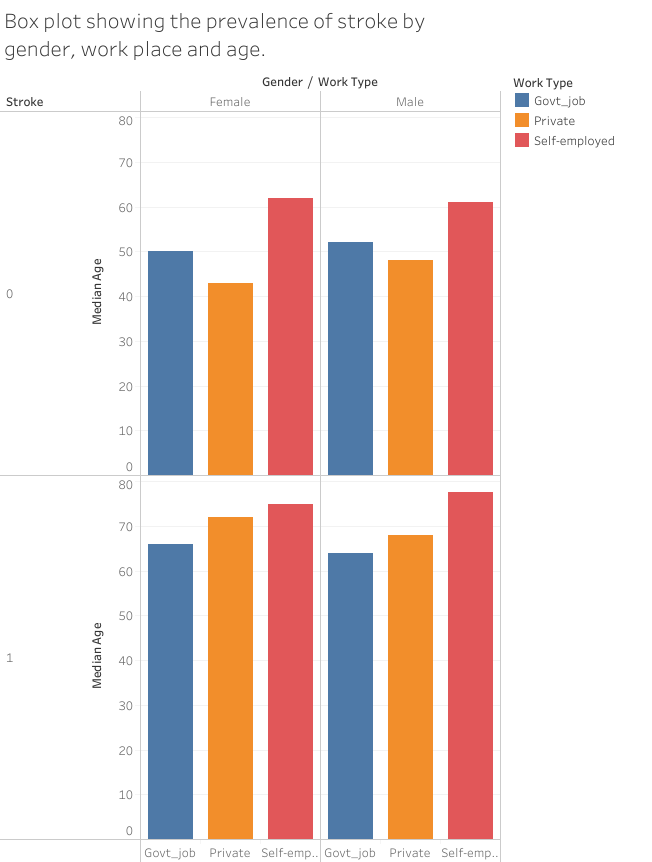 Box plot showing the prevalence of stroke by
gender, work place and age.
Gender / Work Type
Work Type
Stroke
Female
Male
Govt_job
Private
Self-employed
80
70
60
50
40
30
20
10
0
Median Age
0
80
70
60
50
40
30
20
10
0
Median Age
1
Govt_job Private Self-emp.. Govt_job Private Self-emp..